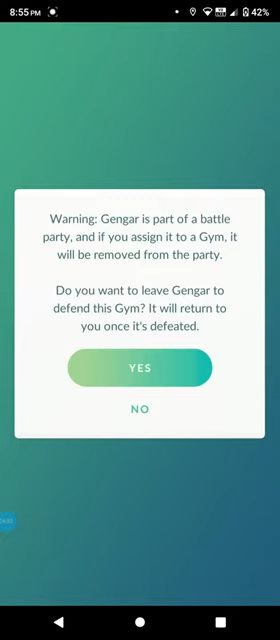 8:55 PM
42%
Warning: Gengar is part of a battle
party, and if you assign it to a Gym, it
will be removed from the party.
Do you want to leave Gengar to
defend this Gym? It will return to
you once it's defeated.
YES
NO